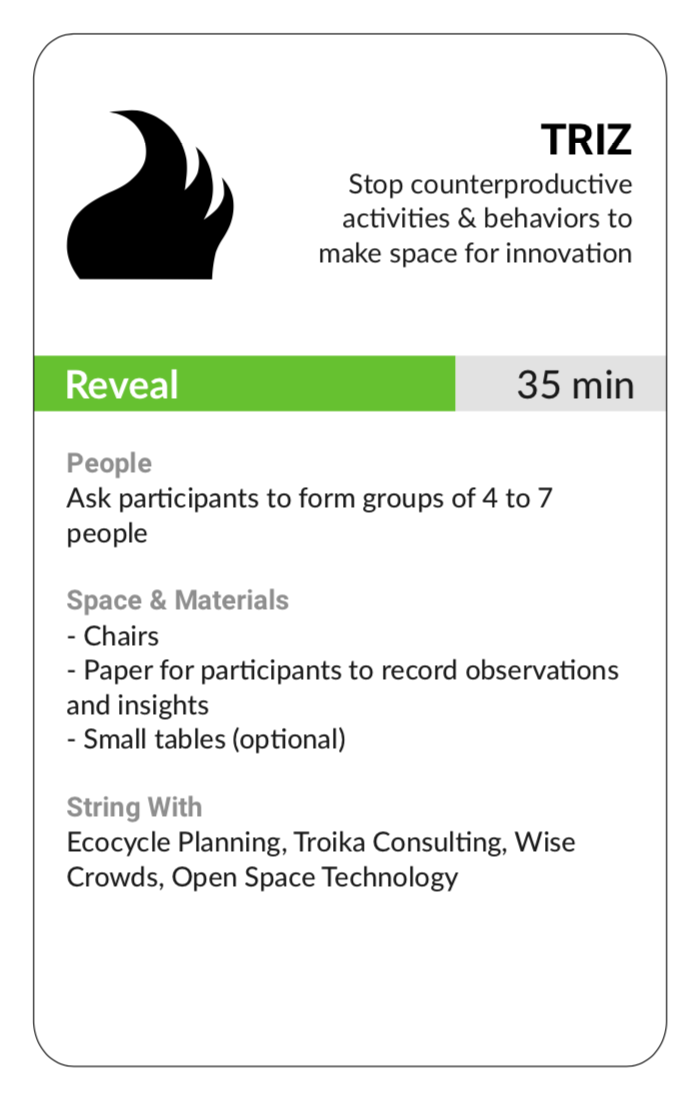 TRIZ
Stop counterproductive
activities & behaviors to
make space for innovation
Reveal
35 min
People
Ask participants to form groups of 4 to 7
people
Space & Materials
- Chairs
- Paper for participants to record observations
and insights
- Small tables (optional)
String With
Ecocycle Planning, Troika Consulting, Wise
Crowds, Open Space Technology